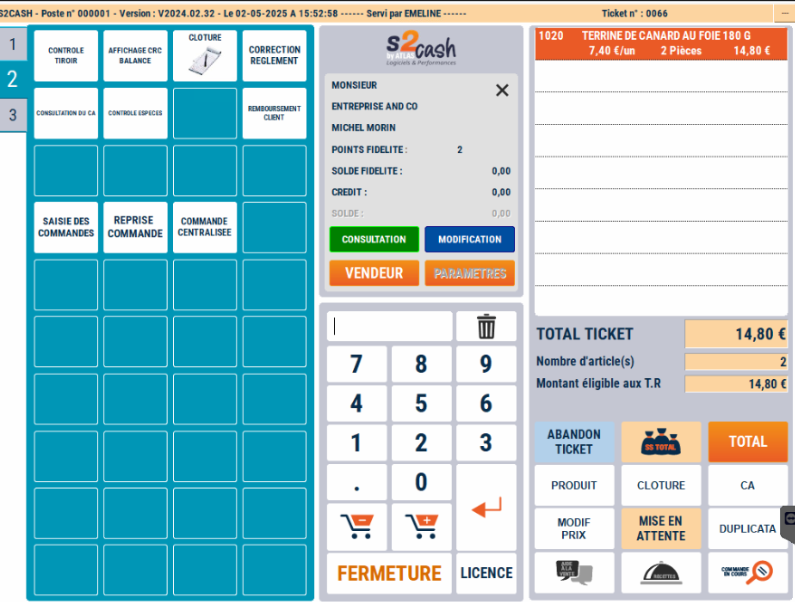 S2CASH - Poste n° 000001 - Version : V2024.02.32 - Le 02-05-2025 A 15:52:58 ------ Servi par EMELINE ------ Ticket n° : 0066
1
2
3
CONTROLE TIROIR
AFFICHAGE CRC BALANCE
CLOTURE
CORRECTION REGLEMENT
CONSULTATION DU CA
CONTROLE ESPECES
REMBOURSEMENT CLIENT
SAISIE DES COMMANDES
REPRISE COMMANDE
COMMANDE CENTRALISEE
S2cash
by ATLAS
Logiciels & Performances
MONSIEUR
ENTREPRISE AND CO
MICHEL MORIN
POINTS FIDELITE : 2
SOLDE FIDELITE : 0,00
CREDIT : 0,00
SOLDE : 0,00
CONSULTATION
MODIFICATION
VENDEUR
PARAMETRES
7 8 9
4 5 6
1 2 3
. 0
FERMETURE
LICENCE
1020 TERRINE DE CANARD AU FOIE 180 G
7,40 €/un 2 Pièces 14,80 €
TOTAL TICKET 14,80 €
Nombre d'article(s) 2
Montant éligible aux T.R 14,80 €
ABANDON TICKET
SS TOTAL
TOTAL
PRODUIT
CLOTURE
CA
MODIF PRIX
MISE EN ATTENTE
DUPLICATA
RECETTES
COMMANDE EN COURS